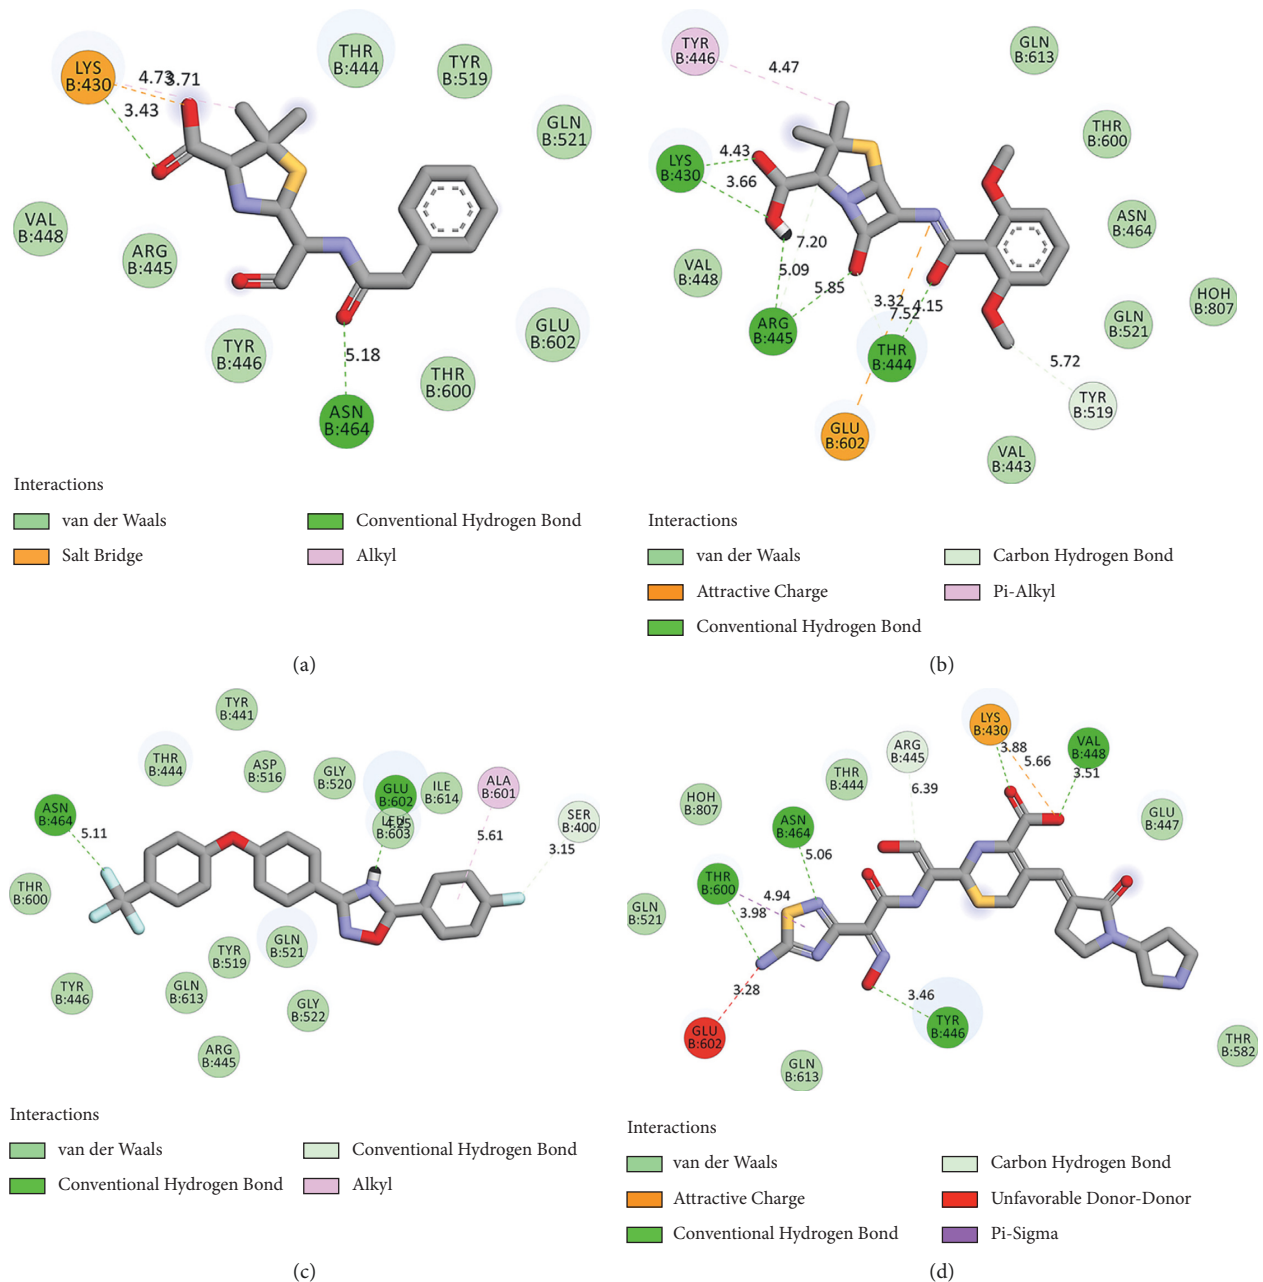 THR
B:444
TYR
B:519
LYS
B:430
4.73
3.71
3.43
GLN
B:521
VAL
B:448
ARG
B:445
TYR
B:446
GLU
B:602
5.18
THR
B:600
ASN
B:464
Interactions
van der Waals
Conventional Hydrogen Bond
Salt Bridge
Alkyl
(a)
TYR
B:446
4.47
GLN
B:613
THR
B:600
LYS
B:430
4.43
3.66
ASN
B:464
VAL
B:448
7.20
5.09
5.85
3.32
7.52
4.15
HOH
B:807
GLN
B:521
ARG
B:445
THR
B:444
5.72
TYR
B:519
GLU
B:602
VAL
B:443
Interactions
van der Waals
Carbon Hydrogen Bond
Attractive Charge
Pi-Alkyl
Conventional Hydrogen Bond
(b)
TYR
B:441
THR
B:444
ASP
B:516
GLY
B:520
GLU
B:602
ILE
B:614
ALA
B:601
LEU
B:603
4.25
ASN
B:464
5.11
5.61
SER
B:400
3.15
THR
B:600
TYR
B:519
GLN
B:521
TYR
B:446
GLN
B:613
GLY
B:522
ARG
B:445
Interactions
van der Waals
Conventional Hydrogen Bond
Conventional Hydrogen Bond
Alkyl
(c)
LYS
B:430
ARG
B:445
3.88
5.66
VAL
B:448
3.51
THR
B:444
6.39
HOH
B:807
ASN
B:464
GLU
B:447
5.06
THR
B:600
4.94
3.98
GLN
B:521
3.28
3.46
GLU
B:602
TYR
B:446
THR
B:582
GLN
B:613
Interactions
van der Waals
Carbon Hydrogen Bond
Attractive Charge
Unfavorable Donor-Donor
Conventional Hydrogen Bond
Pi-Sigma
(d)